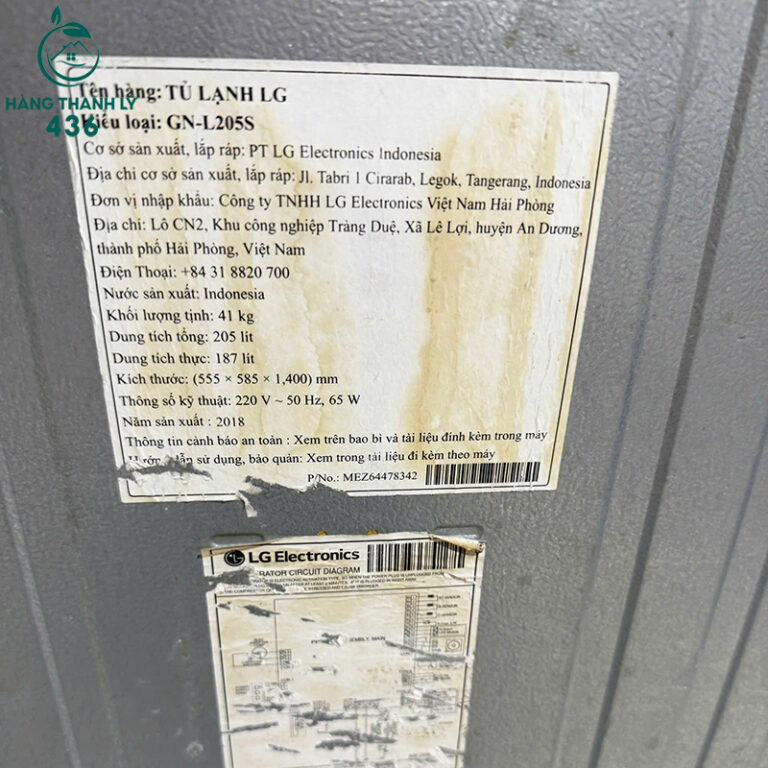 HÀNG THANH LÝ
436
Tên hàng: TỦ LẠNH LG
Kiểu loại: GN-L205S
Cơ sở sản xuất, lắp ráp: PT LG Electronics Indonesia
Địa chỉ cơ sở sản xuất, lắp ráp: Jl. Tabri 1 Cirarab, Legok, Tangerang, Indonesia
Đơn vị nhập khẩu: Công ty TNHH LG Electronics Việt Nam Hải Phòng
Địa chỉ: Lô CN2, Khu công nghiệp Tràng Duệ, Xã Lê Lợi, huyện An Dương,
thành phố Hải Phòng, Việt Nam
Điện Thoại: +84 31 8820 700
Nước sản xuất: Indonesia
Khối lượng tịnh: 41 kg
Dung tích tổng: 205 lít
Dung tích thực: 187 lít
Kích thước: (555 × 585 × 1,400) mm
Thông số kỹ thuật: 220 V ~ 50 Hz, 65 W
Năm sản xuất : 2018
Thông tin cảnh báo an toàn : Xem trên bao bì và tài liệu đính kèm trong máy
Hướng dẫn sử dụng, bảo quản: Xem trong tài liệu đi kèm theo máy
P/No.: MEZ64478342
LG Electronics
RATOR CIRCUIT DIAGRAM
EMBLY, MAIN